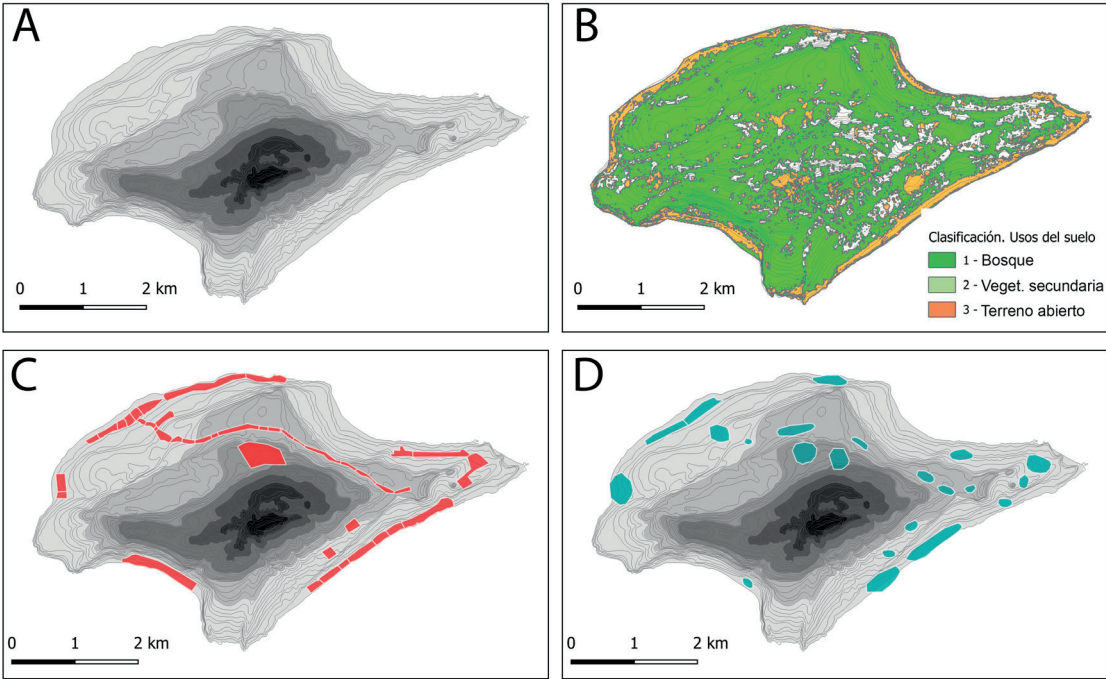 A
0 1 2 km
B
Clasificación. Usos del suelo
1 - Bosque
2 - Veget. secundaria
3 - Terreno abierto
0 1 2 km
C
0 1 2 km
D
0 1 2 km